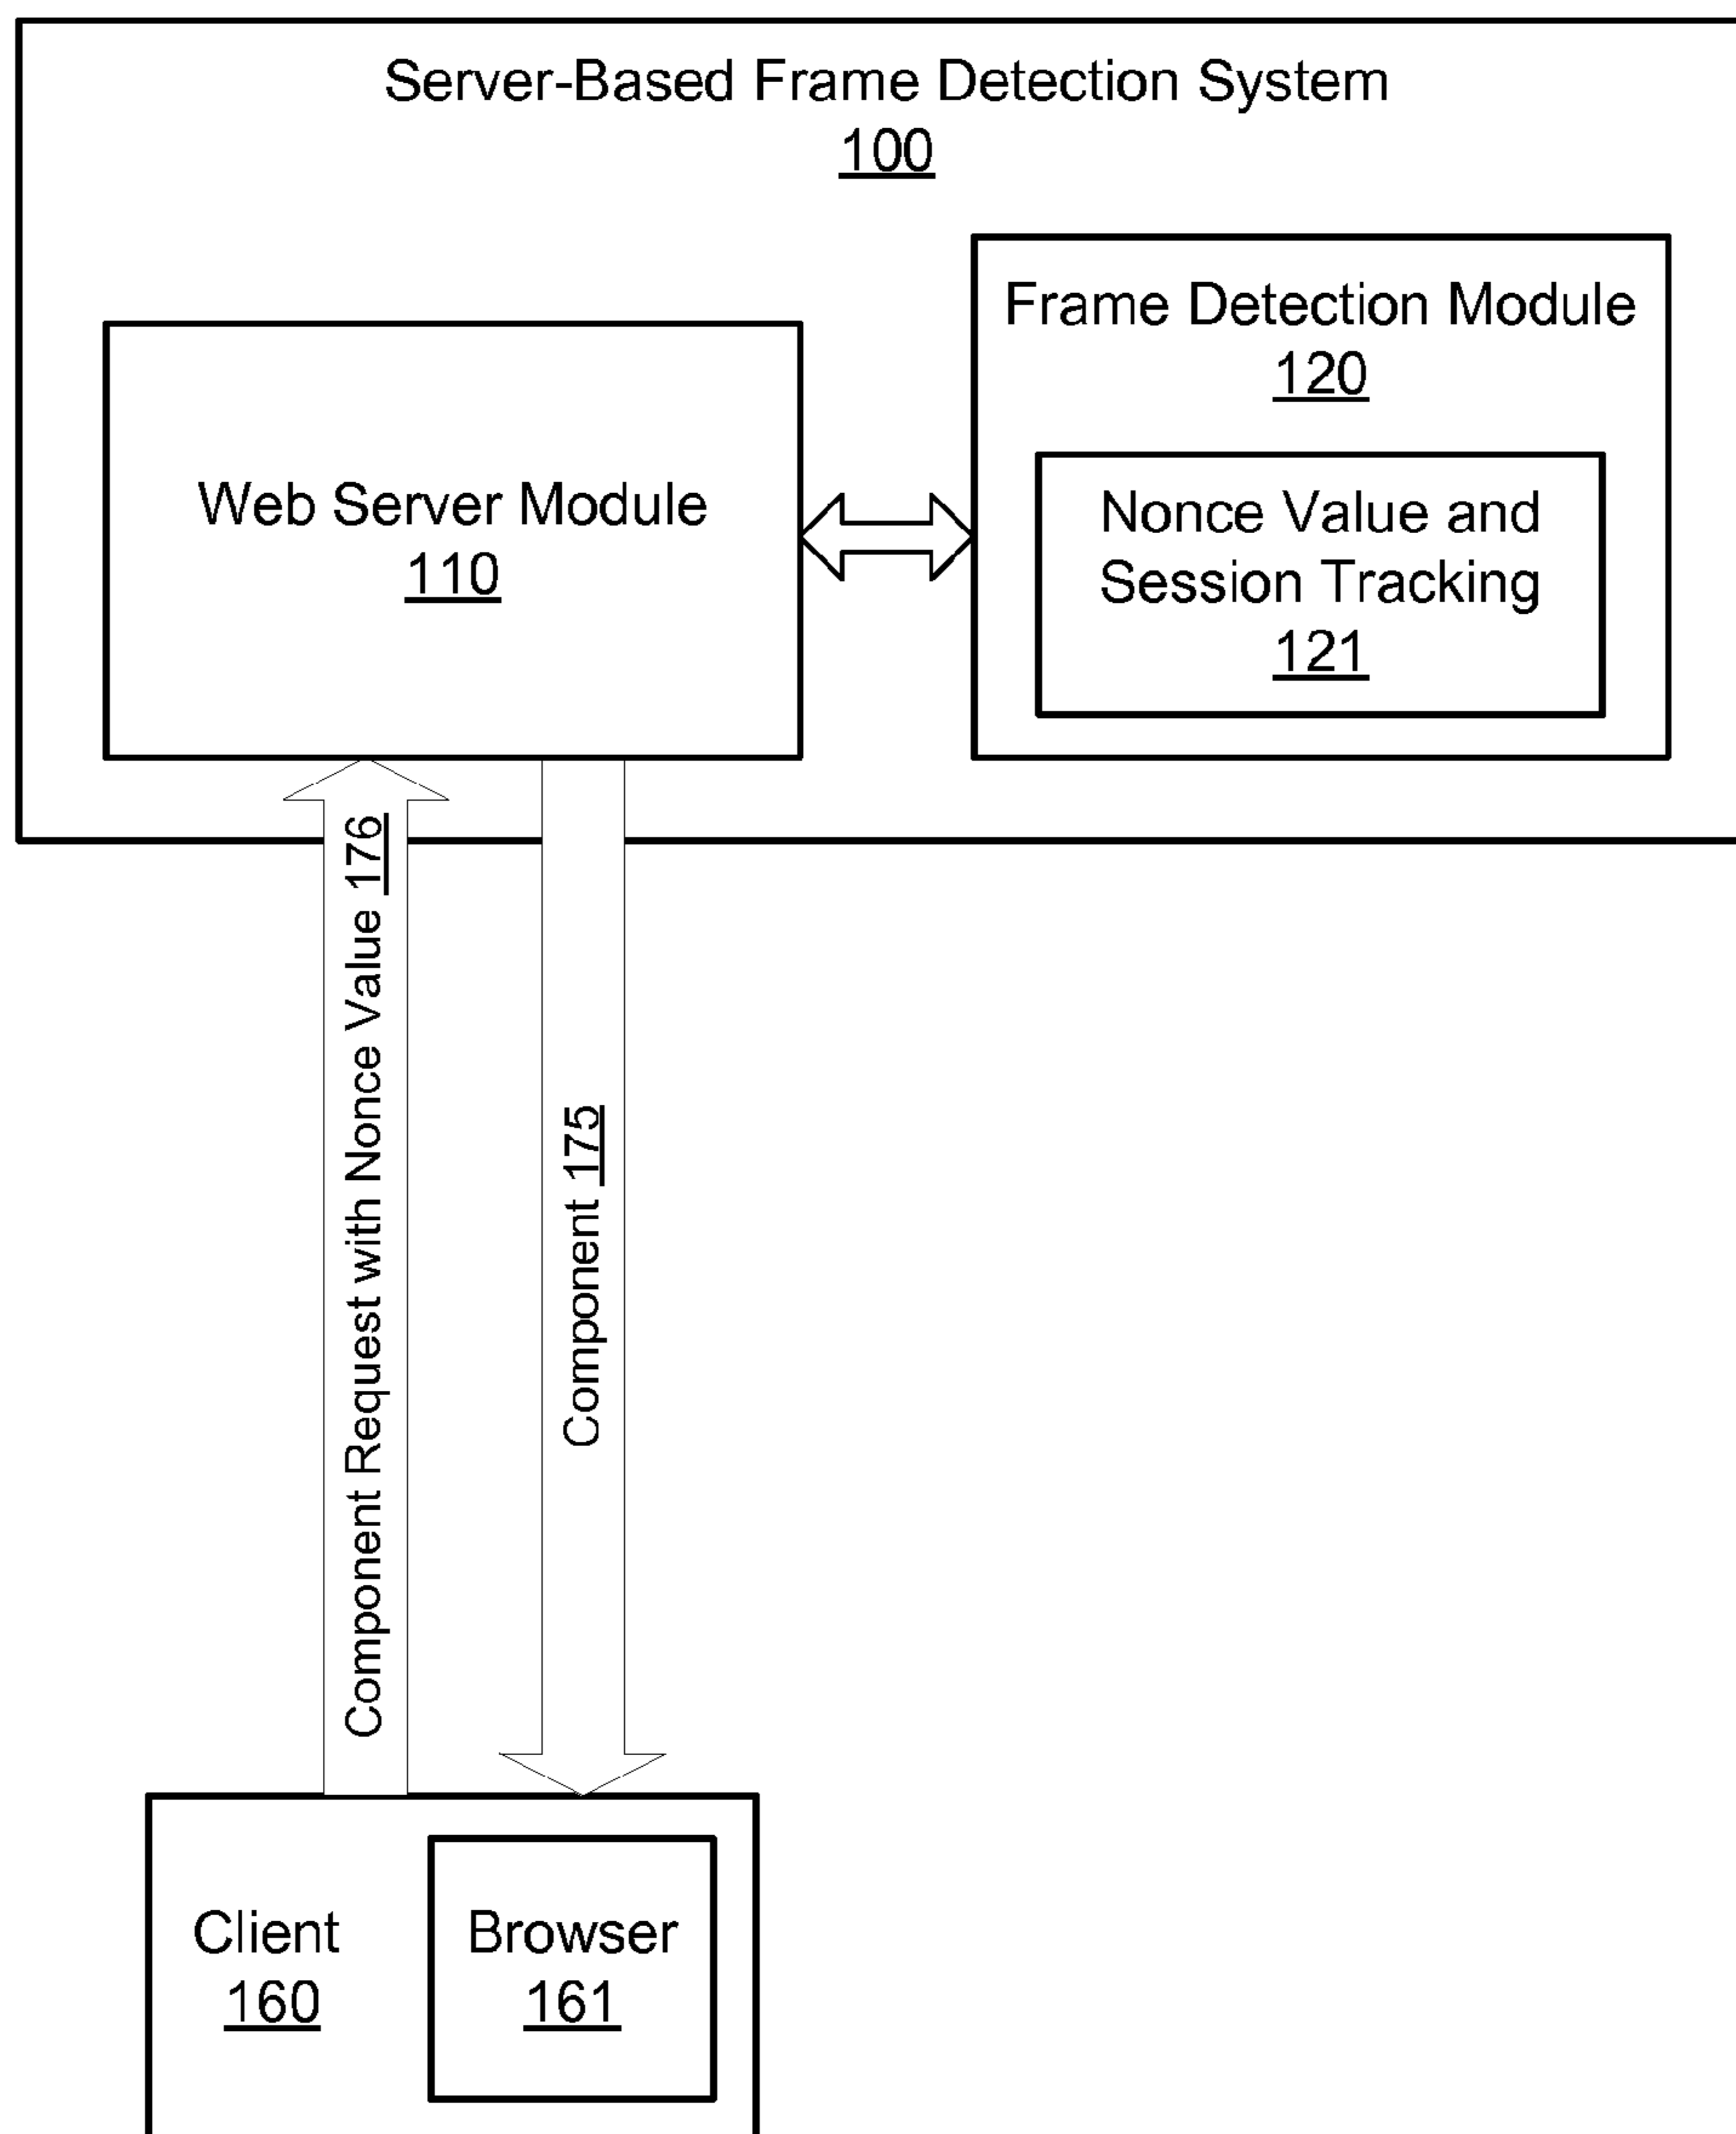 Server-Based Frame Detection System
100
Frame Detection Module
120
Web Server Module
110
Nonce Value and
Session Tracking
121
Component Request with Nonce Value 176
Component 175
Client
160
Browser
161